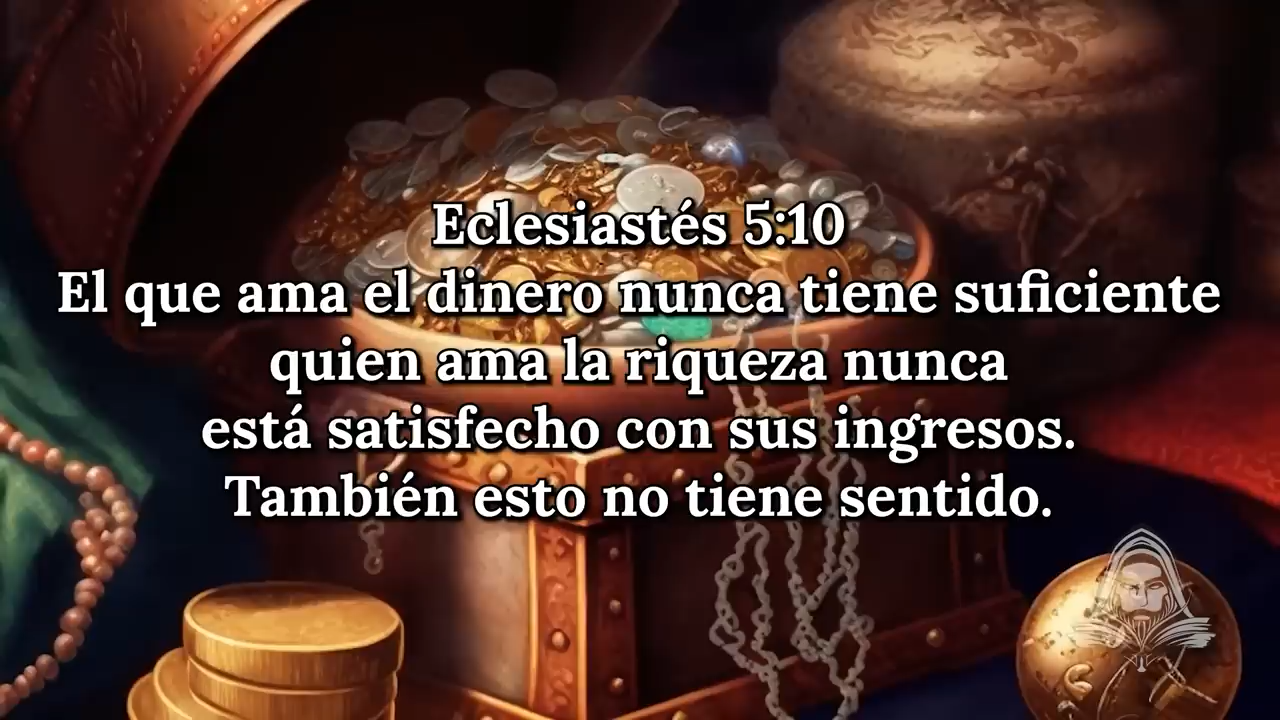 Eclesiastés 5:10
El que ama el dinero nunca tiene suficiente
quien ama la riqueza nunca
está satisfecho con sus ingresos.
También esto no tiene sentido.